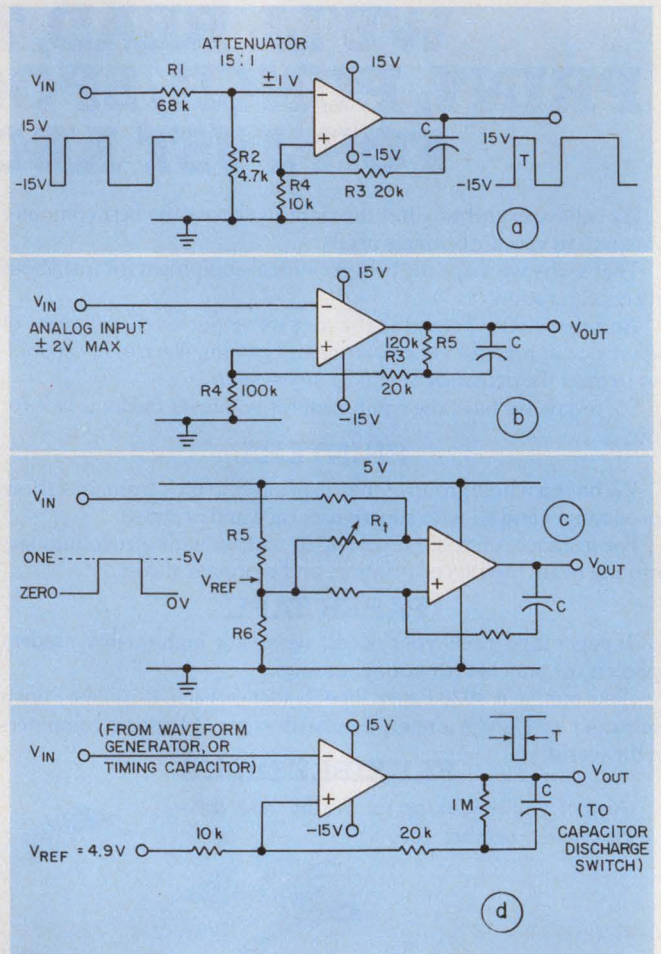 ATTENUATOR
15:1
15V
VIN
R1
68k
±1V
C
15V
-15V
R2
4.7k
-15V
R4
10k
R3 20k
15V
T
-15V
a
15V
VIN
ANALOG INPUT
±2V MAX
120k
R5
C
VOUT
R3
20k
R4
100k
-15V
b
5V
VIN
c
R5
Rt
ONE
5V
VREF
VOUT
ZERO
0V
C
R6
(FROM WAVEFORM
GENERATOR, OR
TIMING CAPACITOR)
15V
T
VIN
VOUT
1M
C
(TO
CAPACITOR
DISCHARGE
SWITCH)
-15V
VREF = 4.9V
10k
20k
d